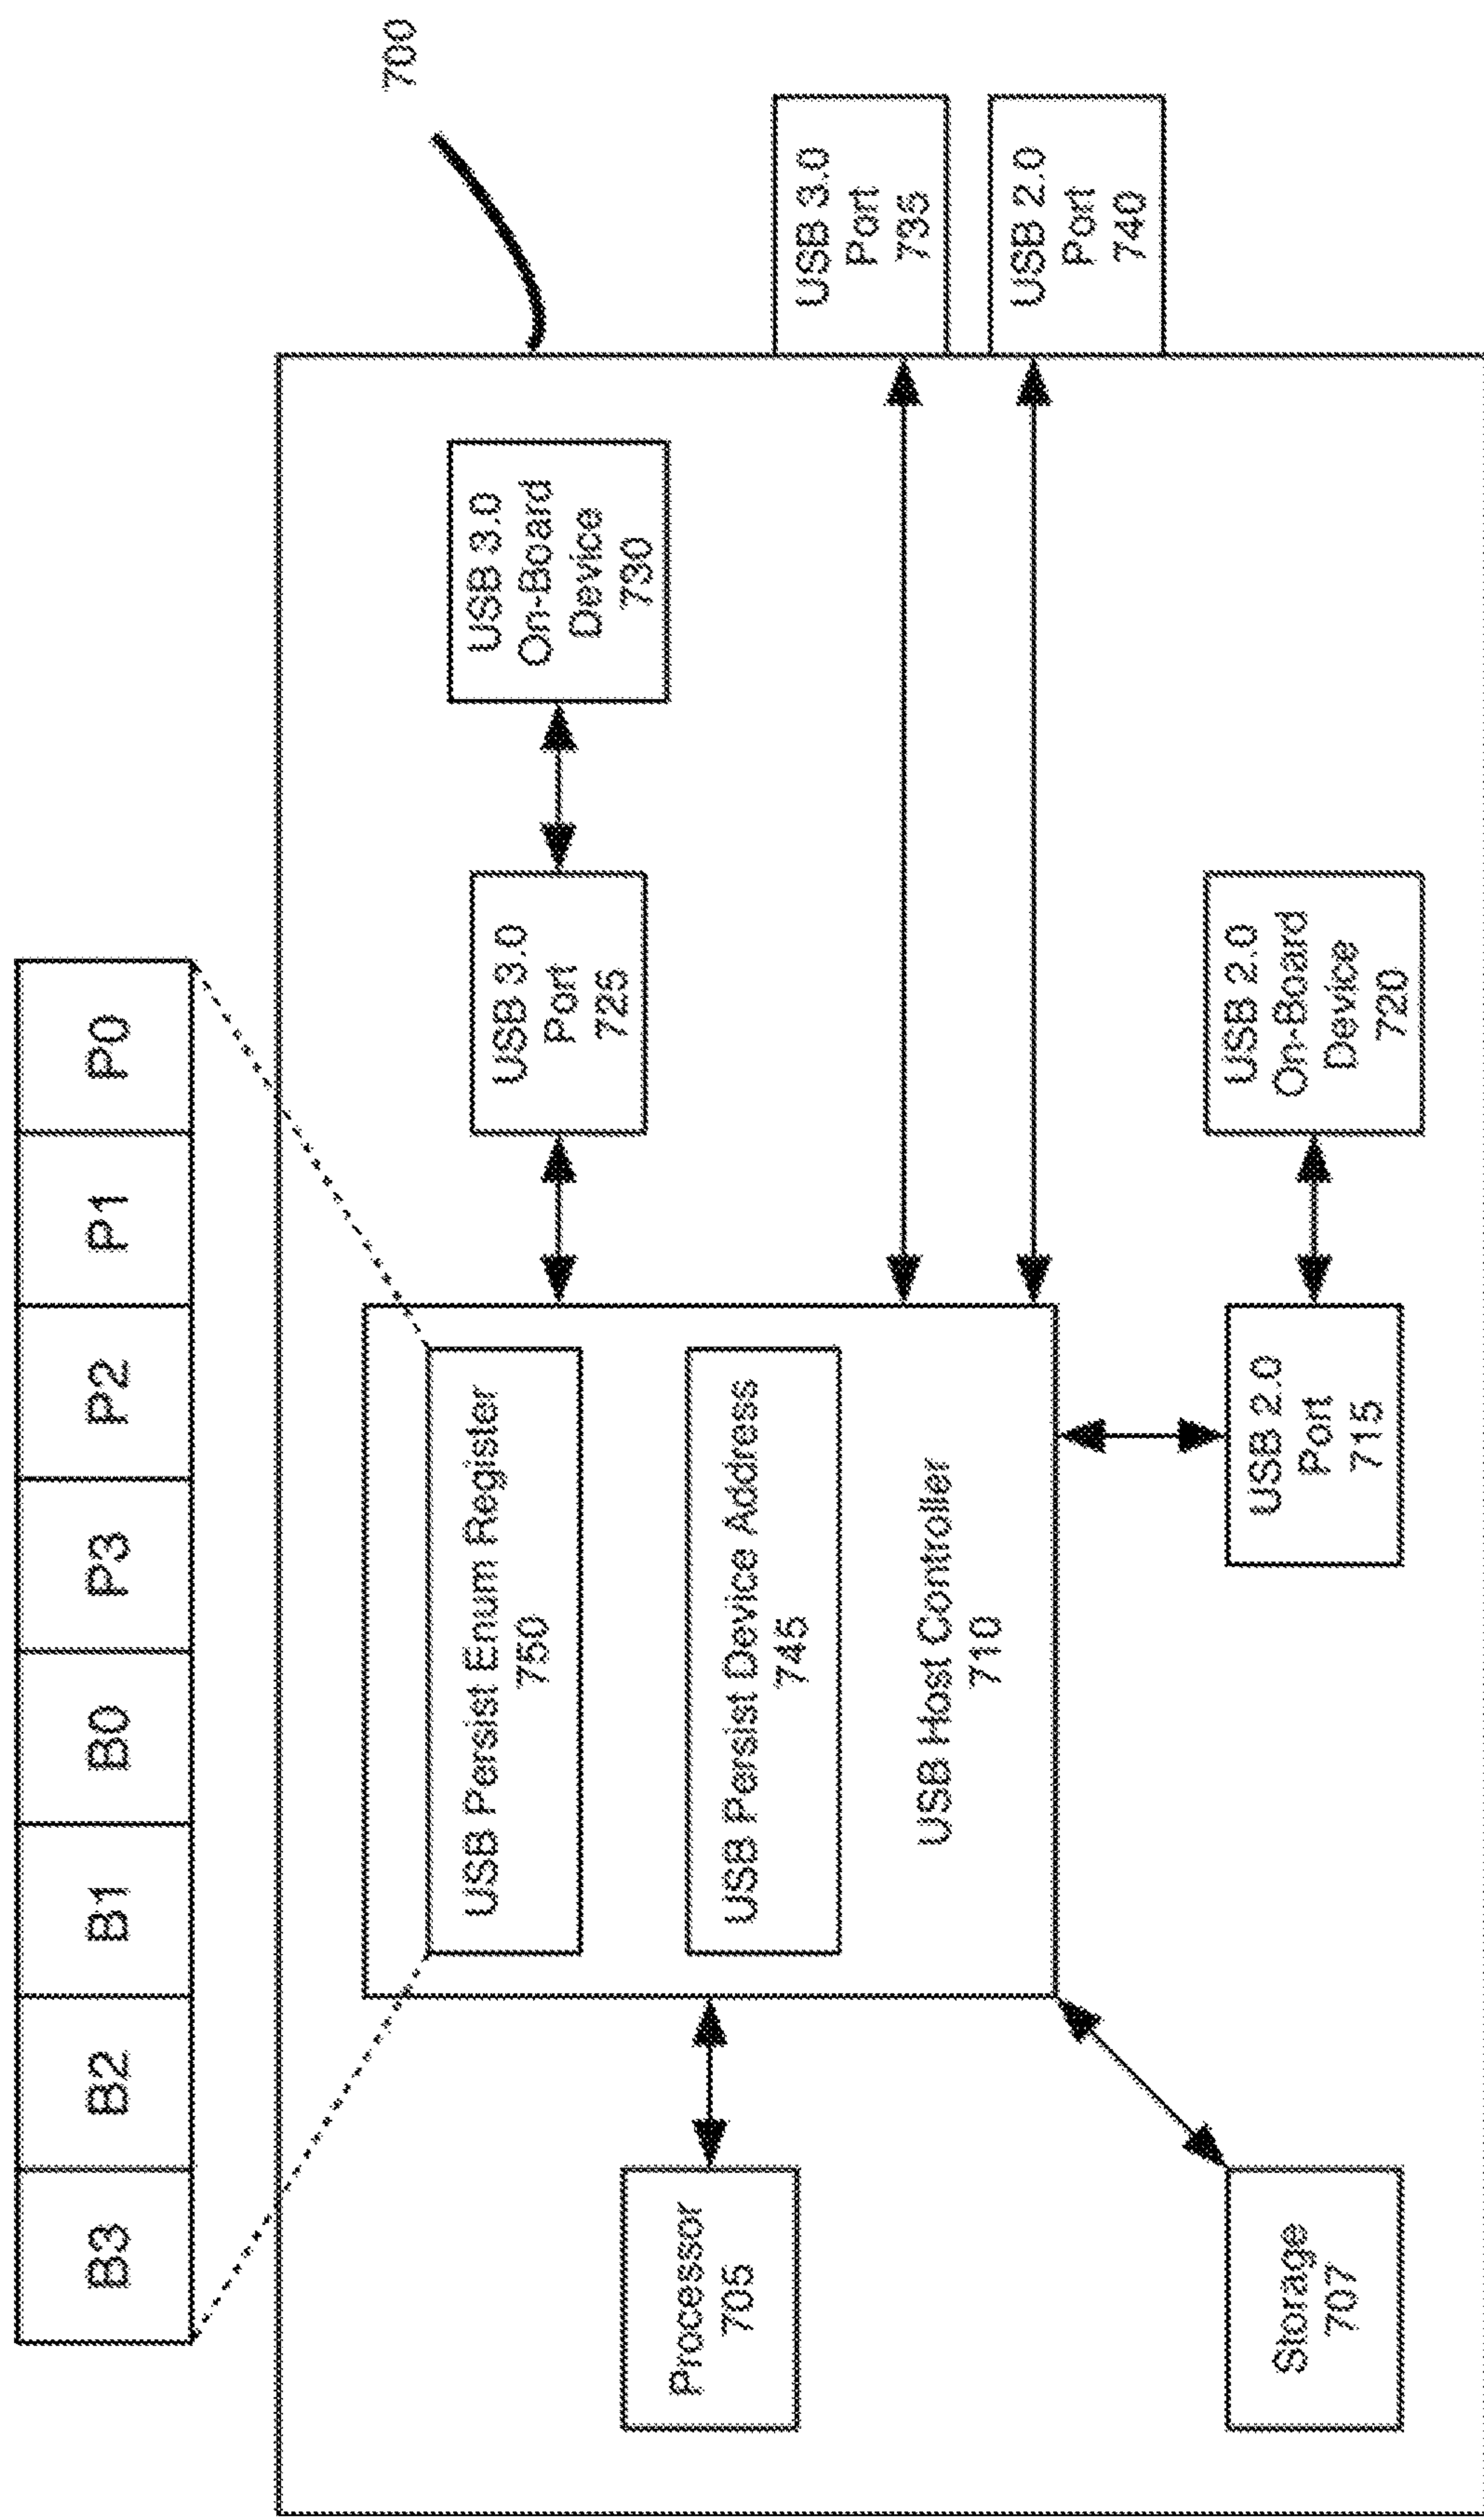 B3 B2 B1 B0 P3 P2 P1 P0
700
USB Persist Enum Register
750
USB Persist Device Address
745
USB Host Controller
710
Processor
705
Storage
707
USB 3.0
Port
725
USB 3.0
On-Board
Device
730
USB 3.0
Port
735
USB 2.0
Port
740
USB 2.0
Port
715
USB 2.0
On-Board
Device
720